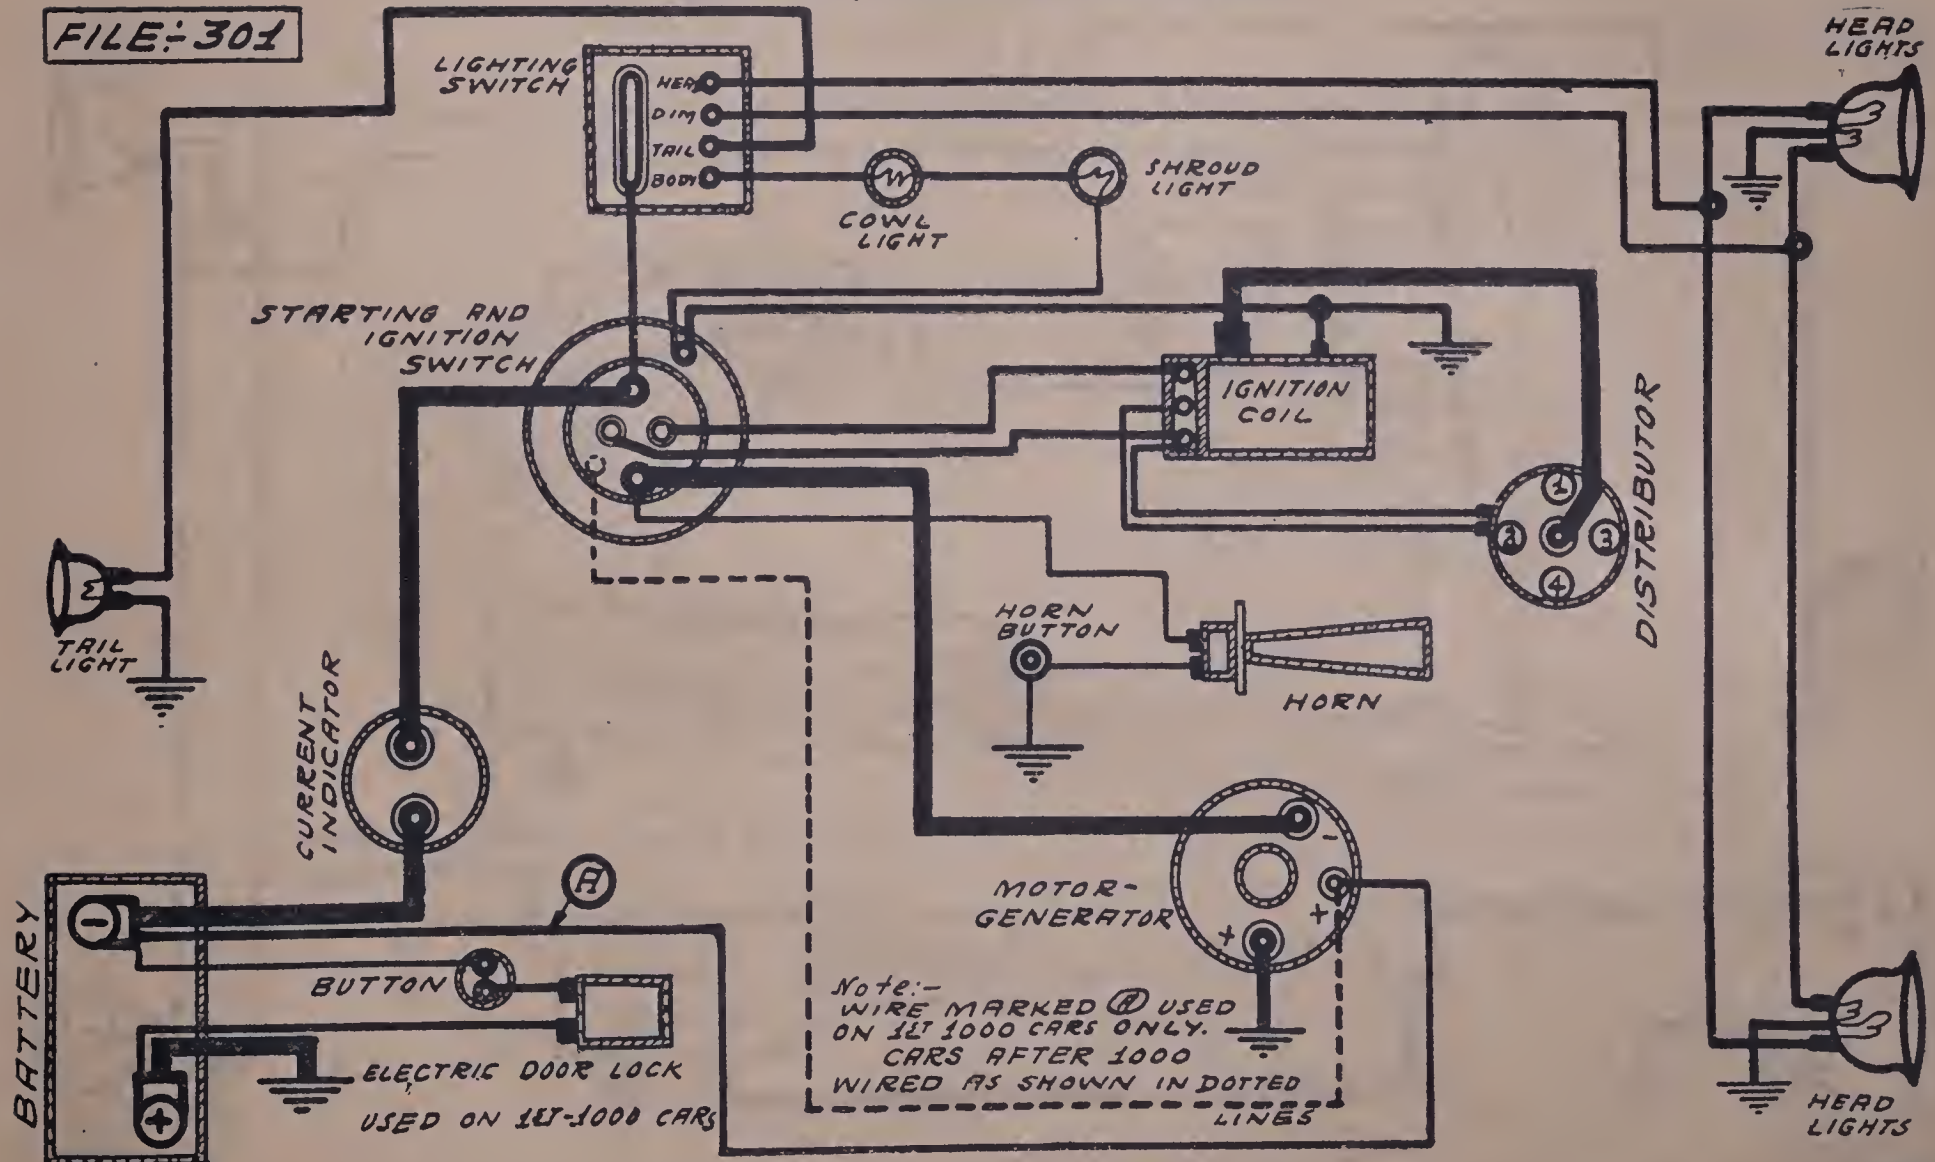 FILE:-301
HEAD
LIGHTS
LIGHTING
SWITCH
HEAD
DIM
TAIL
BODY
COWL
LIGHT
SHROUD
LIGHT
STARTING AND
IGNITION
SWITCH
IGNITION
COIL
DISTRIBUTOR
1
2
3
4
TAIL
LIGHT
HORN
BUTTON
HORN
CURRENT
INDICATOR
MOTOR-
GENERATOR
-
+
+
A
BATTERY
-
+
BUTTON
ELECTRIC DOOR LOCK
USED ON 1ST-1000 CARS
Note:-
WIRE MARKED A USED
ON 1ST 1000 CARS ONLY.
CARS AFTER 1000
WIRED AS SHOWN IN DOTTED
LINES
HEAD
LIGHTS